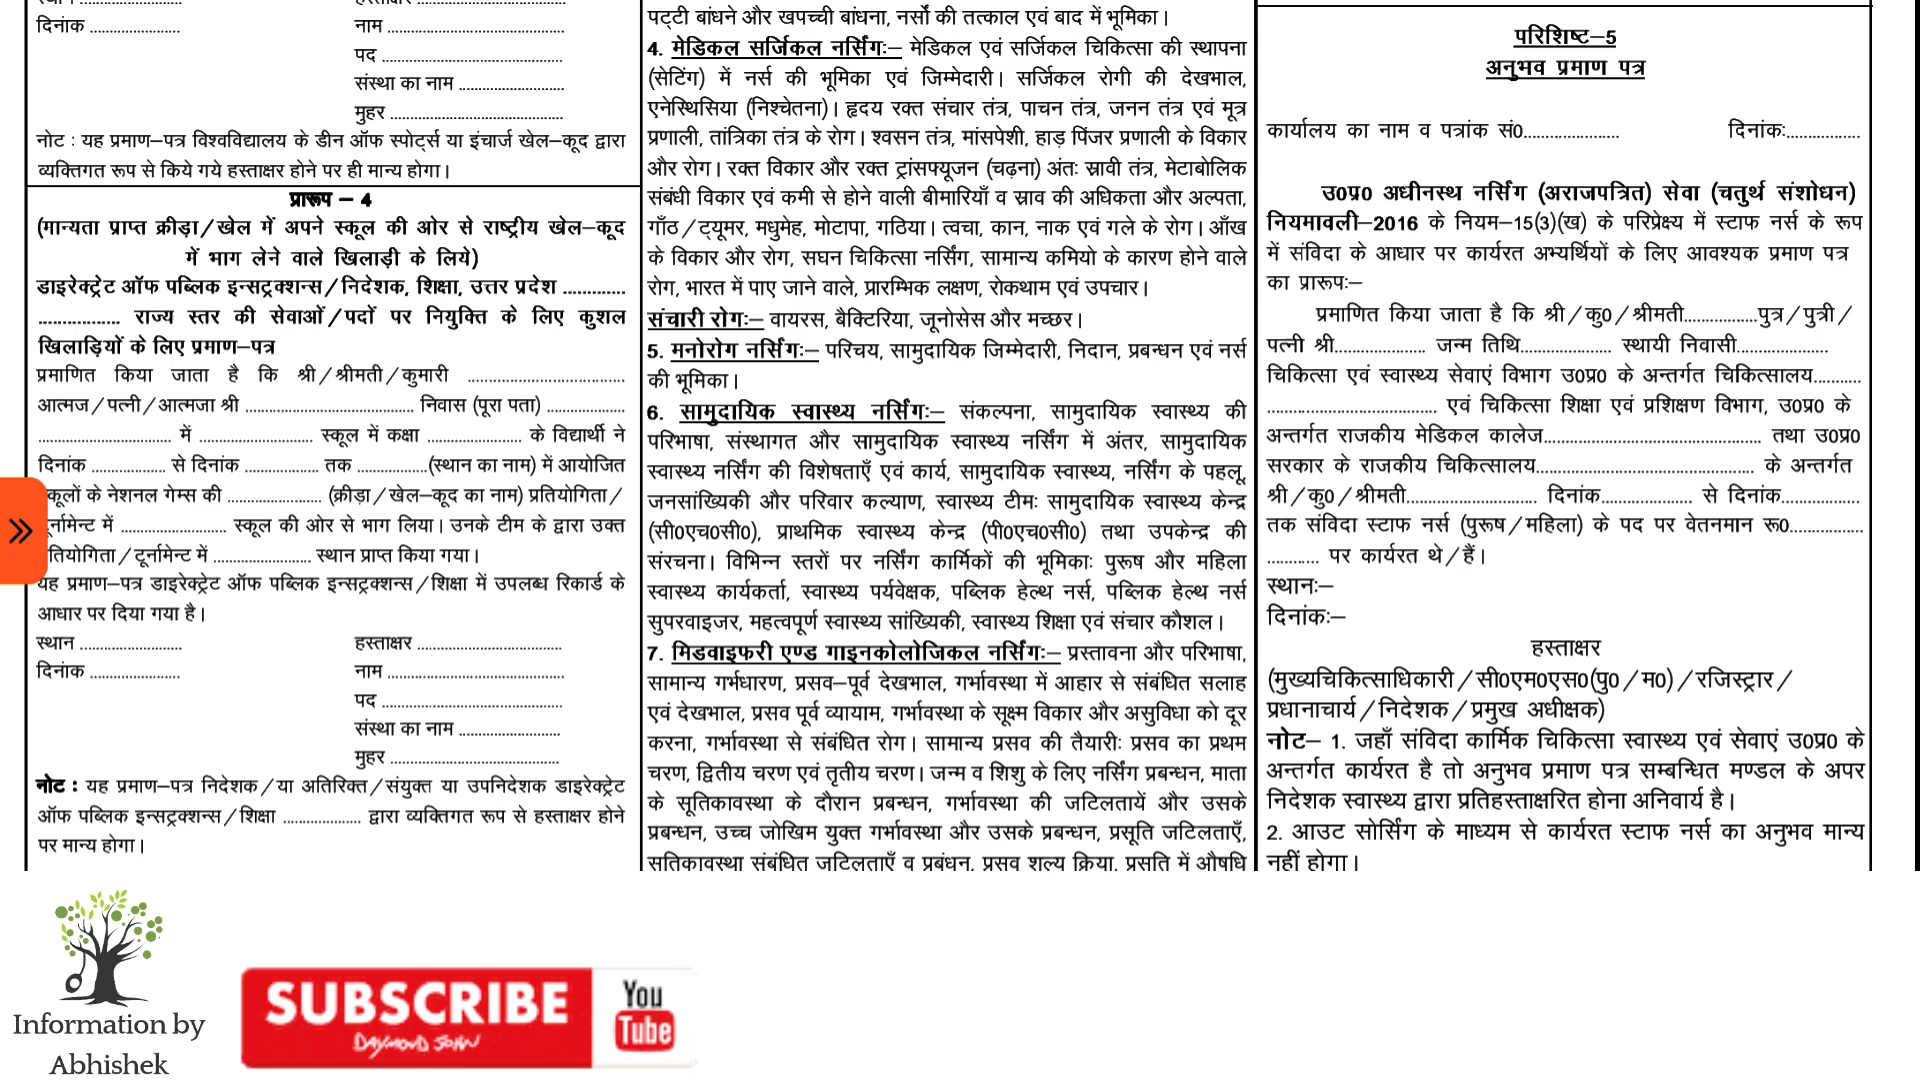 दिनांक ......................
नाम ............................................
पद ....................................................
संस्था का नाम ..........................
मुहर ...........................................
नोट : यह प्रमाण–पत्र विश्वविद्यालय के डीन ऑफ स्पोर्ट्स या इंचार्ज खेल–कूद द्वारा
व्यक्तिगत रूप से किये गये हस्ताक्षर होने पर ही मान्य होगा।
प्रारूप – 4
(मान्यता प्राप्त क्रीड़ा/खेल में अपने स्कूल की ओर से राष्ट्रीय खेल–कूद
में भाग लेने वाले खिलाड़ी के लिये)
डाइरेक्ट्रेट ऑफ पब्लिक इन्सट्रक्शन्स/निदेशक, शिक्षा, उत्तर प्रदेश .............
................. राज्य स्तर की सेवाओं/पदों पर नियुक्ति के लिए कुशल
खिलाड़ियों के लिए प्रमाण–पत्र
प्रमाणित किया जाता है कि श्री/श्रीमती/कुमारी ......................................
आत्मज/पत्नी/आत्मजा श्री ......................................... निवास (पूरा पता) ...................
................................ में ............................ स्कूल में कक्षा ....................... के विद्यार्थी ने
दिनांक .................. से दिनांक .................. तक .................(स्थान का नाम) में आयोजित
कूलों के नेशनल गेम्स की ....................... (क्रीड़ा/खेल–कूद का नाम) प्रतियोगिता/
टूर्नामेन्ट में .......................... स्कूल की ओर से भाग लिया। उनके टीम के द्वारा उक्त
तियोगिता/टूर्नामेन्ट में ........................ स्थान प्राप्त किया गया।
यह प्रमाण–पत्र डाइरेक्ट्रेट ऑफ पब्लिक इन्सट्रक्शन्स/शिक्षा में उपलब्ध रिकार्ड के
आधार पर दिया गया है।
स्थान .........................
हस्ताक्षर ...................................
दिनांक ......................
नाम ............................................
पद ....................................................
संस्था का नाम .........................
मुहर ..........................................
नोट : यह प्रमाण–पत्र निदेशक/या अतिरिक्त/संयुक्त या उपनिदेशक डाइरेक्ट्रेट
ऑफ पब्लिक इन्सट्रक्शन्स/शिक्षा ................... द्वारा व्यक्तिगत रूप से हस्ताक्षर होने
पर मान्य होगा।
पट्टी बांधने और खपच्ची बांधना, नर्सों की तत्काल एवं बाद में भूमिका।
4. मेडिकल सर्जिकल नर्सिंगः– मेडिकल एवं सर्जिकल चिकित्सा की स्थापना
(सेटिंग) में नर्स की भूमिका एवं जिम्मेदारी। सर्जिकल रोगी की देखभाल,
एनेस्थिसिया (निश्चेतना)। हृदय रक्त संचार तंत्र, पाचन तंत्र, जनन तंत्र एवं मूत्र
प्रणाली, तांत्रिका तंत्र के रोग। श्वसन तंत्र, मांसपेशी, हाड़ पिंजर प्रणाली के विकार
और रोग। रक्त विकार और रक्त ट्रांसफ्यूजन (चढ़ना) अंतः स्रावी तंत्र, मेटाबोलिक
संबंधी विकार एवं कमी से होने वाली बीमारियाँ व स्राव की अधिकता और अल्पता,
गाँठ/ट्यूमर, मधुमेह, मोटापा, गठिया। त्वचा, कान, नाक एवं गले के रोग। आँख
के विकार और रोग, सघन चिकित्सा नर्सिंग, सामान्य कमियो के कारण होने वाले
रोग, भारत में पाए जाने वाले, प्रारम्भिक लक्षण, रोकथाम एवं उपचार।
संचारी रोगः– वायरस, बैक्टिरिया, जूनोसेस और मच्छर।
5. मनोरोग नर्सिंगः– परिचय, सामुदायिक जिम्मेदारी, निदान, प्रबन्धन एवं नर्स
की भूमिका।
6. सामुदायिक स्वास्थ्य नर्सिंगः– संकल्पना, सामुदायिक स्वास्थ्य की
परिभाषा, संस्थागत और सामुदायिक स्वास्थ्य नर्सिंग में अंतर, सामुदायिक
स्वास्थ्य नर्सिंग की विशेषताएँ एवं कार्य, सामुदायिक स्वास्थ्य, नर्सिंग के पहलू,
जनसांख्यिकी और परिवार कल्याण, स्वास्थ्य टीमः सामुदायिक स्वास्थ्य केन्द्र
(सी0एच0सी0), प्राथमिक स्वास्थ्य केन्द्र (पी0एच0सी0) तथा उपकेन्द्र की
संरचना। विभिन्न स्तरों पर नर्सिंग कार्मिकों की भूमिकाः पुरूष और महिला
स्वास्थ्य कार्यकर्ता, स्वास्थ्य पर्यवेक्षक, पब्लिक हेल्थ नर्स, पब्लिक हेल्थ नर्स
सुपरवाइजर, महत्वपूर्ण स्वास्थ्य सांख्यिकी, स्वास्थ्य शिक्षा एवं संचार कौशल।
7. मिडवाइफरी एण्ड गाइनकोलोजिकल नर्सिंगः– प्रस्तावना और परिभाषा,
सामान्य गर्भधारण, प्रसव–पूर्व देखभाल, गर्भावस्था में आहार से संबंधित सलाह
एवं देखभाल, प्रसव पूर्व व्यायाम, गर्भावस्था के सूक्ष्म विकार और असुविधा को दूर
करना, गर्भावस्था से संबंधित रोग। सामान्य प्रसव की तैयारीः प्रसव का प्रथम
चरण, द्वितीय चरण एवं तृतीय चरण। जन्म व शिशु के लिए नर्सिंग प्रबन्धन, माता
के सूतिकावस्था के दौरान प्रबन्धन, गर्भावस्था की जटिलतायें और उसके
प्रबन्धन, उच्च जोखिम युक्त गर्भावस्था और उसके प्रबन्धन, प्रसूति जटिलताएँ,
सूतिकावस्था संबंधित जटिलताएँ व प्रबंधन, प्रसव शल्य क्रिया, प्रसूति में औषधि
परिशिष्ट–5
अनुभव प्रमाण पत्र
कार्यालय का नाम व पत्रांक सं0..................... दिनांकः................
उ0प्र0 अधीनस्थ नर्सिंग (अराजपत्रित) सेवा (चतुर्थ संशोधन)
नियमावली–2016 के नियम–15(3)(ख) के परिप्रेक्ष्य में स्टाफ नर्स के रूप
में संविदा के आधार पर कार्यरत अभ्यर्थियों के लिए आवश्यक प्रमाण पत्र
का प्रारूपः–
प्रमाणित किया जाता है कि श्री/कु0/श्रीमती................पुत्र/पुत्री/
पत्नी श्री.................... जन्म तिथि.................... स्थायी निवासी....................
चिकित्सा एवं स्वास्थ्य सेवाएं विभाग उ0प्र0 के अन्तर्गत चिकित्सालय...........
..................................... एवं चिकित्सा शिक्षा एवं प्रशिक्षण विभाग, उ0प्र0 के
अन्तर्गत राजकीय मेडिकल कालेज................................................ तथा उ0प्र0
सरकार के राजकीय चिकित्सालय................................................ के अन्तर्गत
श्री/कु0/श्रीमती............................. दिनांक.................... से दिनांक.................
तक संविदा स्टाफ नर्स (पुरूष/महिला) के पद पर वेतनमान रू0................
........... पर कार्यरत थे/हैं।
स्थानः–
दिनांकः–
हस्ताक्षर
(मुख्यचिकित्साधिकारी/सी0एम0एस0(पु0/म0)/रजिस्ट्रार/
प्रधानाचार्य/निदेशक/प्रमुख अधीक्षक)
नोट– 1. जहाँ संविदा कार्मिक चिकित्सा स्वास्थ्य एवं सेवाएं उ0प्र0 के
अन्तर्गत कार्यरत है तो अनुभव प्रमाण पत्र सम्बन्धित मण्डल के अपर
निदेशक स्वास्थ्य द्वारा प्रतिहस्ताक्षरित होना अनिवार्य है।
2. आउट सोर्सिंग के माध्यम से कार्यरत स्टाफ नर्स का अनुभव मान्य
नहीं होगा।
Information by
Abhishek
SUBSCRIBE
DAYMOND JOHN
You
Tube